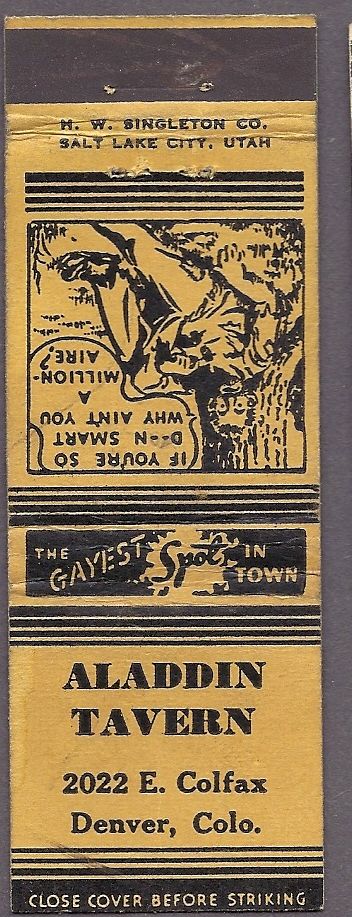 H. W. SINGLETON CO.
SALT LAKE CITY, UTAH
IF YOU'RE SO
D--N SMART
WHY AIN'T YOU
A
MILLION-
AIRE?
THE GAYEST Spot IN TOWN
ALADDIN
TAVERN
2022 E. Colfax
Denver, Colo.
CLOSE COVER BEFORE STRIKING